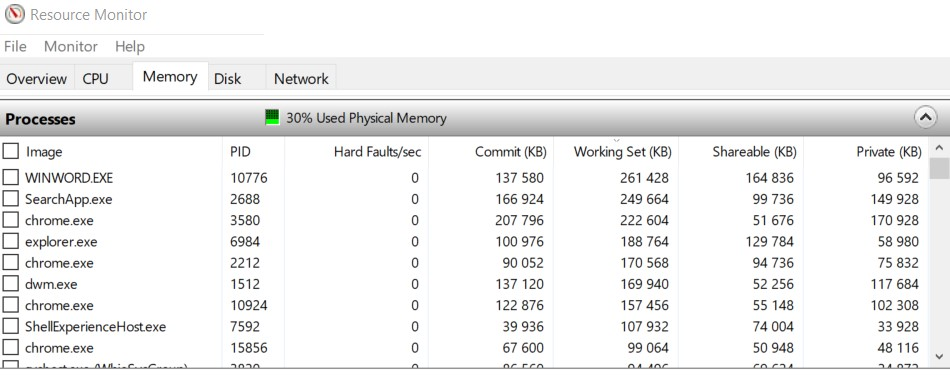 Resource Monitor
File Monitor Help
Overview CPU Memory Disk Network
Processes 30% Used Physical Memory
Image PID Hard Faults/sec Commit (KB) Working Set (KB) Shareable (KB) Private (KB)
WINWORD.EXE 10776 0 137 580 261 428 164 836 96 592
SearchApp.exe 2688 0 166 924 249 664 99 736 149 928
chrome.exe 3580 0 207 796 222 604 51 676 170 928
explorer.exe 6984 0 100 976 188 764 129 784 58 980
chrome.exe 2212 0 90 052 170 568 94 736 75 832
dwm.exe 1512 0 137 120 169 940 52 256 117 684
chrome.exe 10924 0 122 876 157 456 55 148 102 308
ShellExperienceHost.exe 7592 0 39 936 107 932 74 004 33 928
chrome.exe 15856 0 67 600 99 064 50 948 48 116